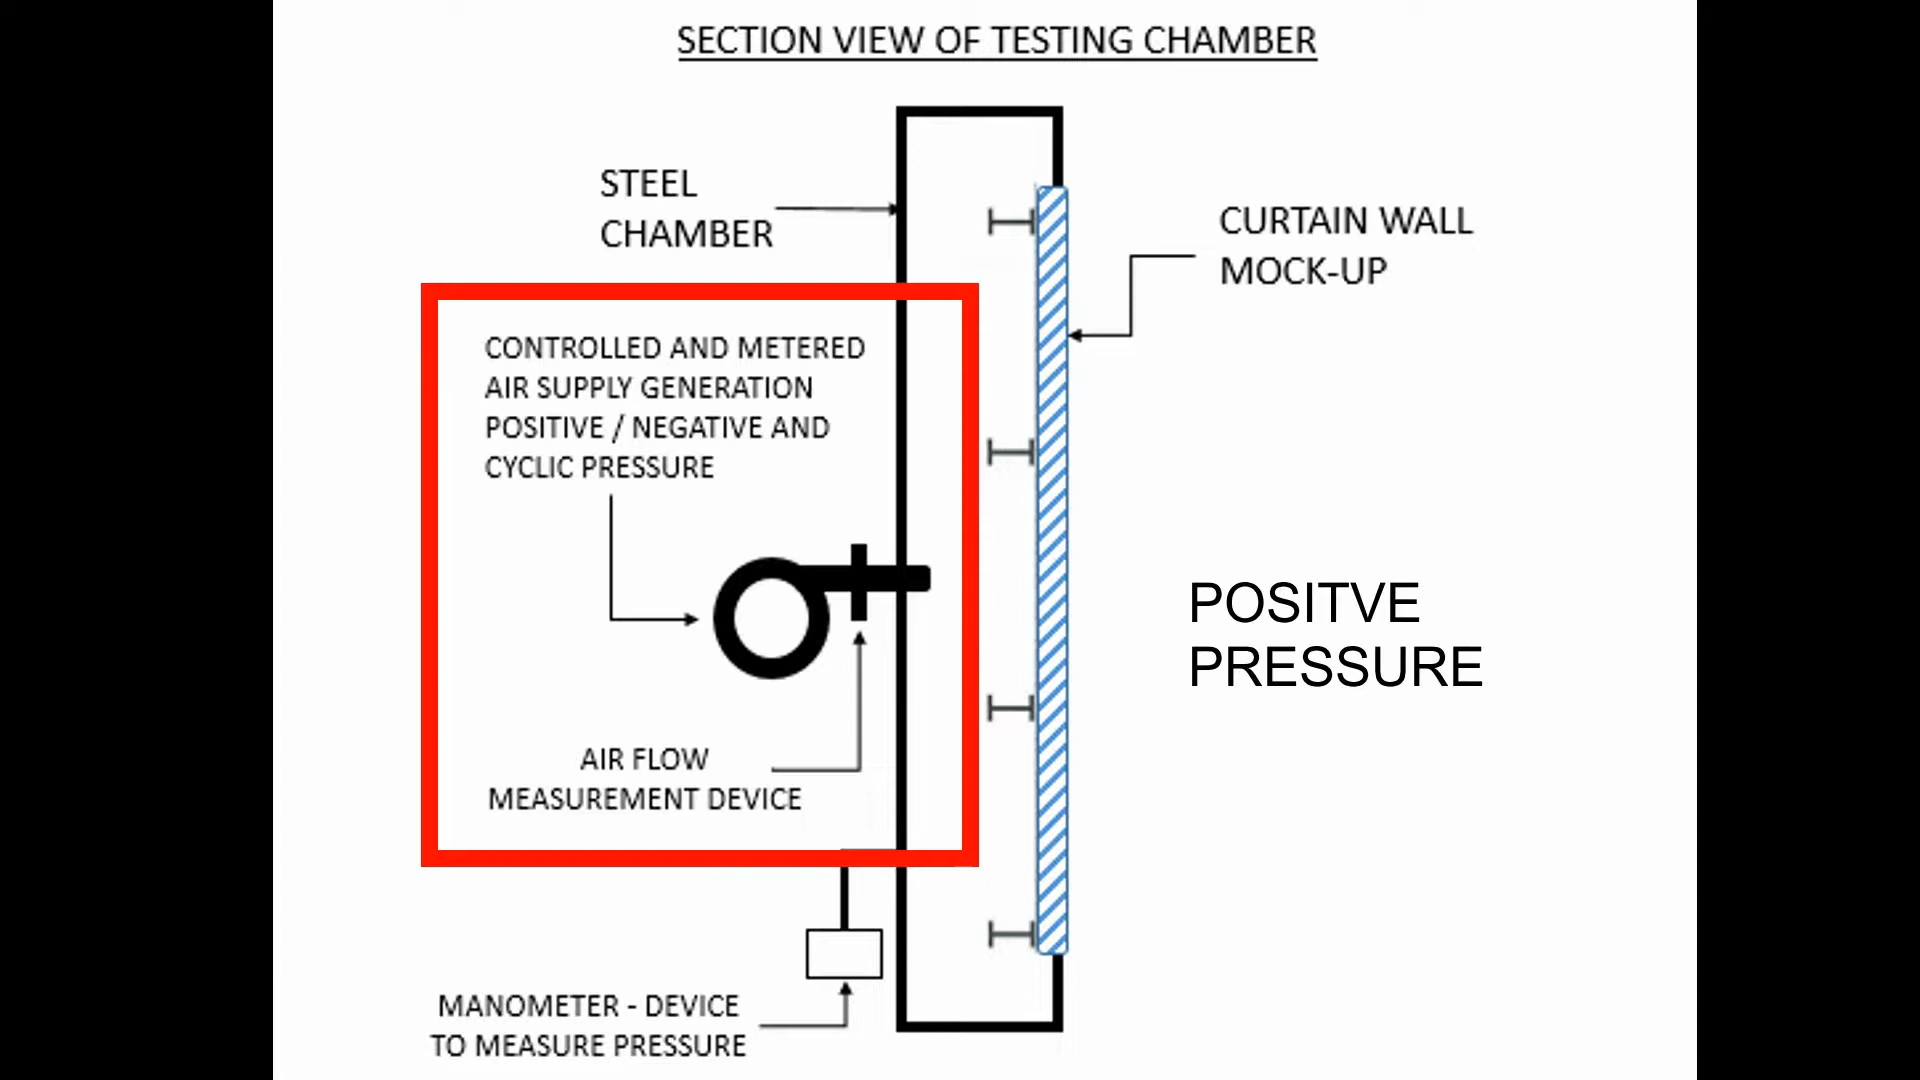 SECTION VIEW OF TESTING CHAMBER
STEEL
CHAMBER
CURTAIN WALL
MOCK-UP
CONTROLLED AND METERED
AIR SUPPLY GENERATION
POSITIVE / NEGATIVE AND
CYCLIC PRESSURE
POSITVE
PRESSURE
AIR FLOW
MEASUREMENT DEVICE
MANOMETER - DEVICE
TO MEASURE PRESSURE